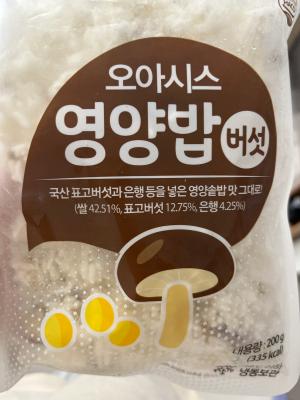 오아시스
영양밥 버섯
국산 표고버섯과 은행 등을 넣은 영양솥밥 맛 그대로!
(쌀 42.51%, 표고버섯 12.75%, 은행 4.25%)
내용량 : 200 g
(335 kcal)
냉동보관